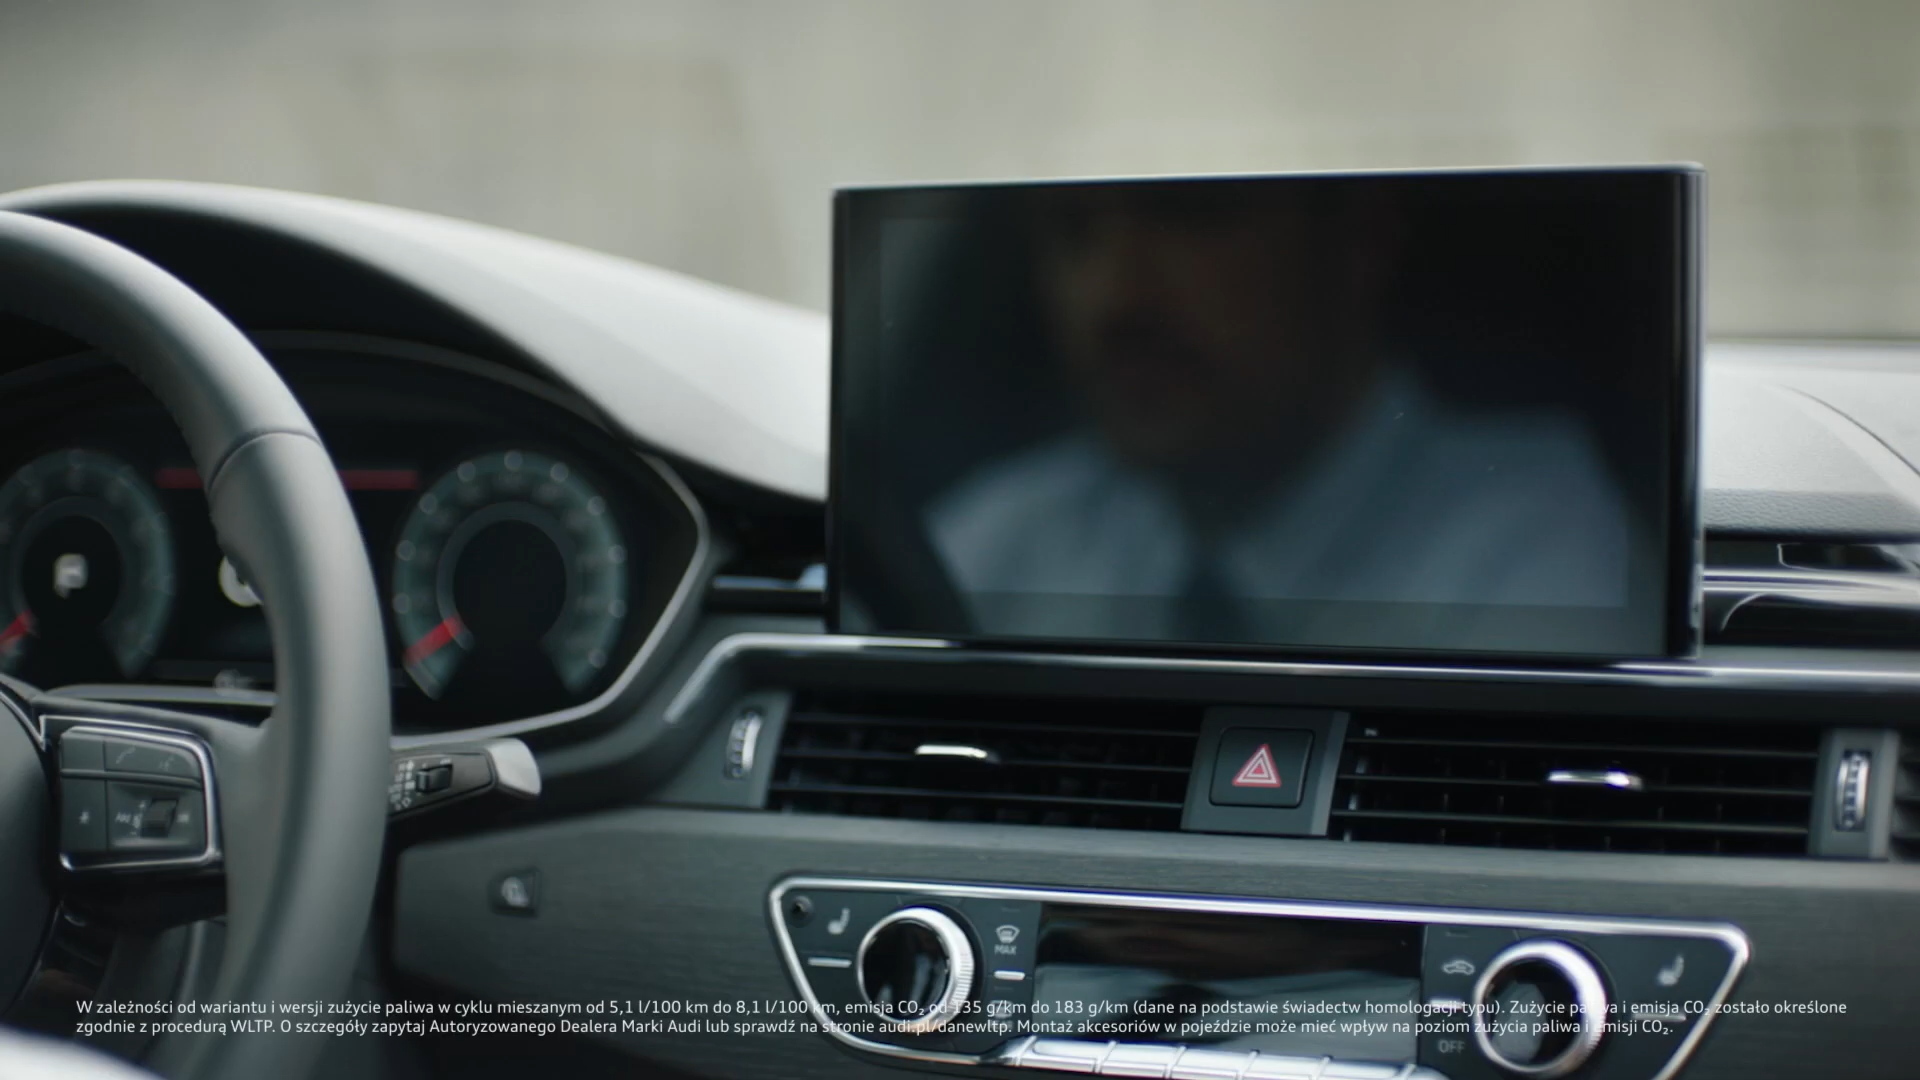 MAX
W zależności od wariantu i wersji zużycie paliwa w cyklu mieszanym od 5,1 l/100 km do 8,1 l/100 km, emisja CO₂ od 135 g/km do 183 g/km (dane na podstawie świadectw homologacji typu). Zużycie paliwa i emisja CO₂ zostało określone
zgodnie z procedurą WLTP. O szczegóły zapytaj Autoryzowanego Dealera Marki Audi lub sprawdź na stronie audi.pl/danewltp. Montaż akcesoriów w pojeździe może mieć wpływ na poziom zużycia paliwa i emisji CO₂.
OFF